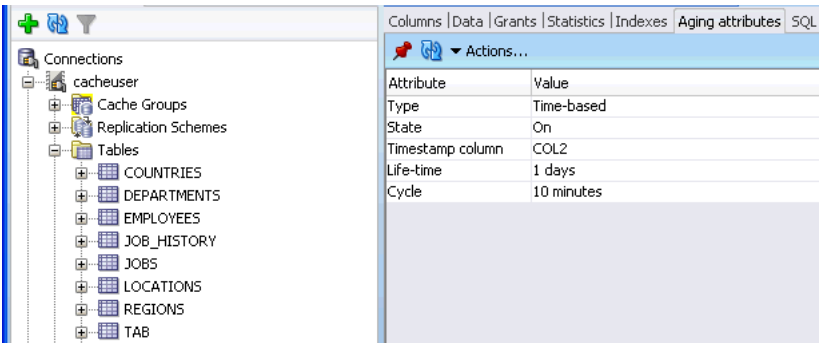 Connections
cacheuser
Cache Groups
Replication Schemes
Tables
COUNTRIES
DEPARTMENTS
EMPLOYEES
JOB_HISTORY
JOBS
LOCATIONS
REGIONS
TAB
Columns | Data | Grants | Statistics | Indexes | Aging attributes | SQL
Actions...
Attribute Value
Type Time-based
State On
Timestamp column COL2
Life-time 1 days
Cycle 10 minutes